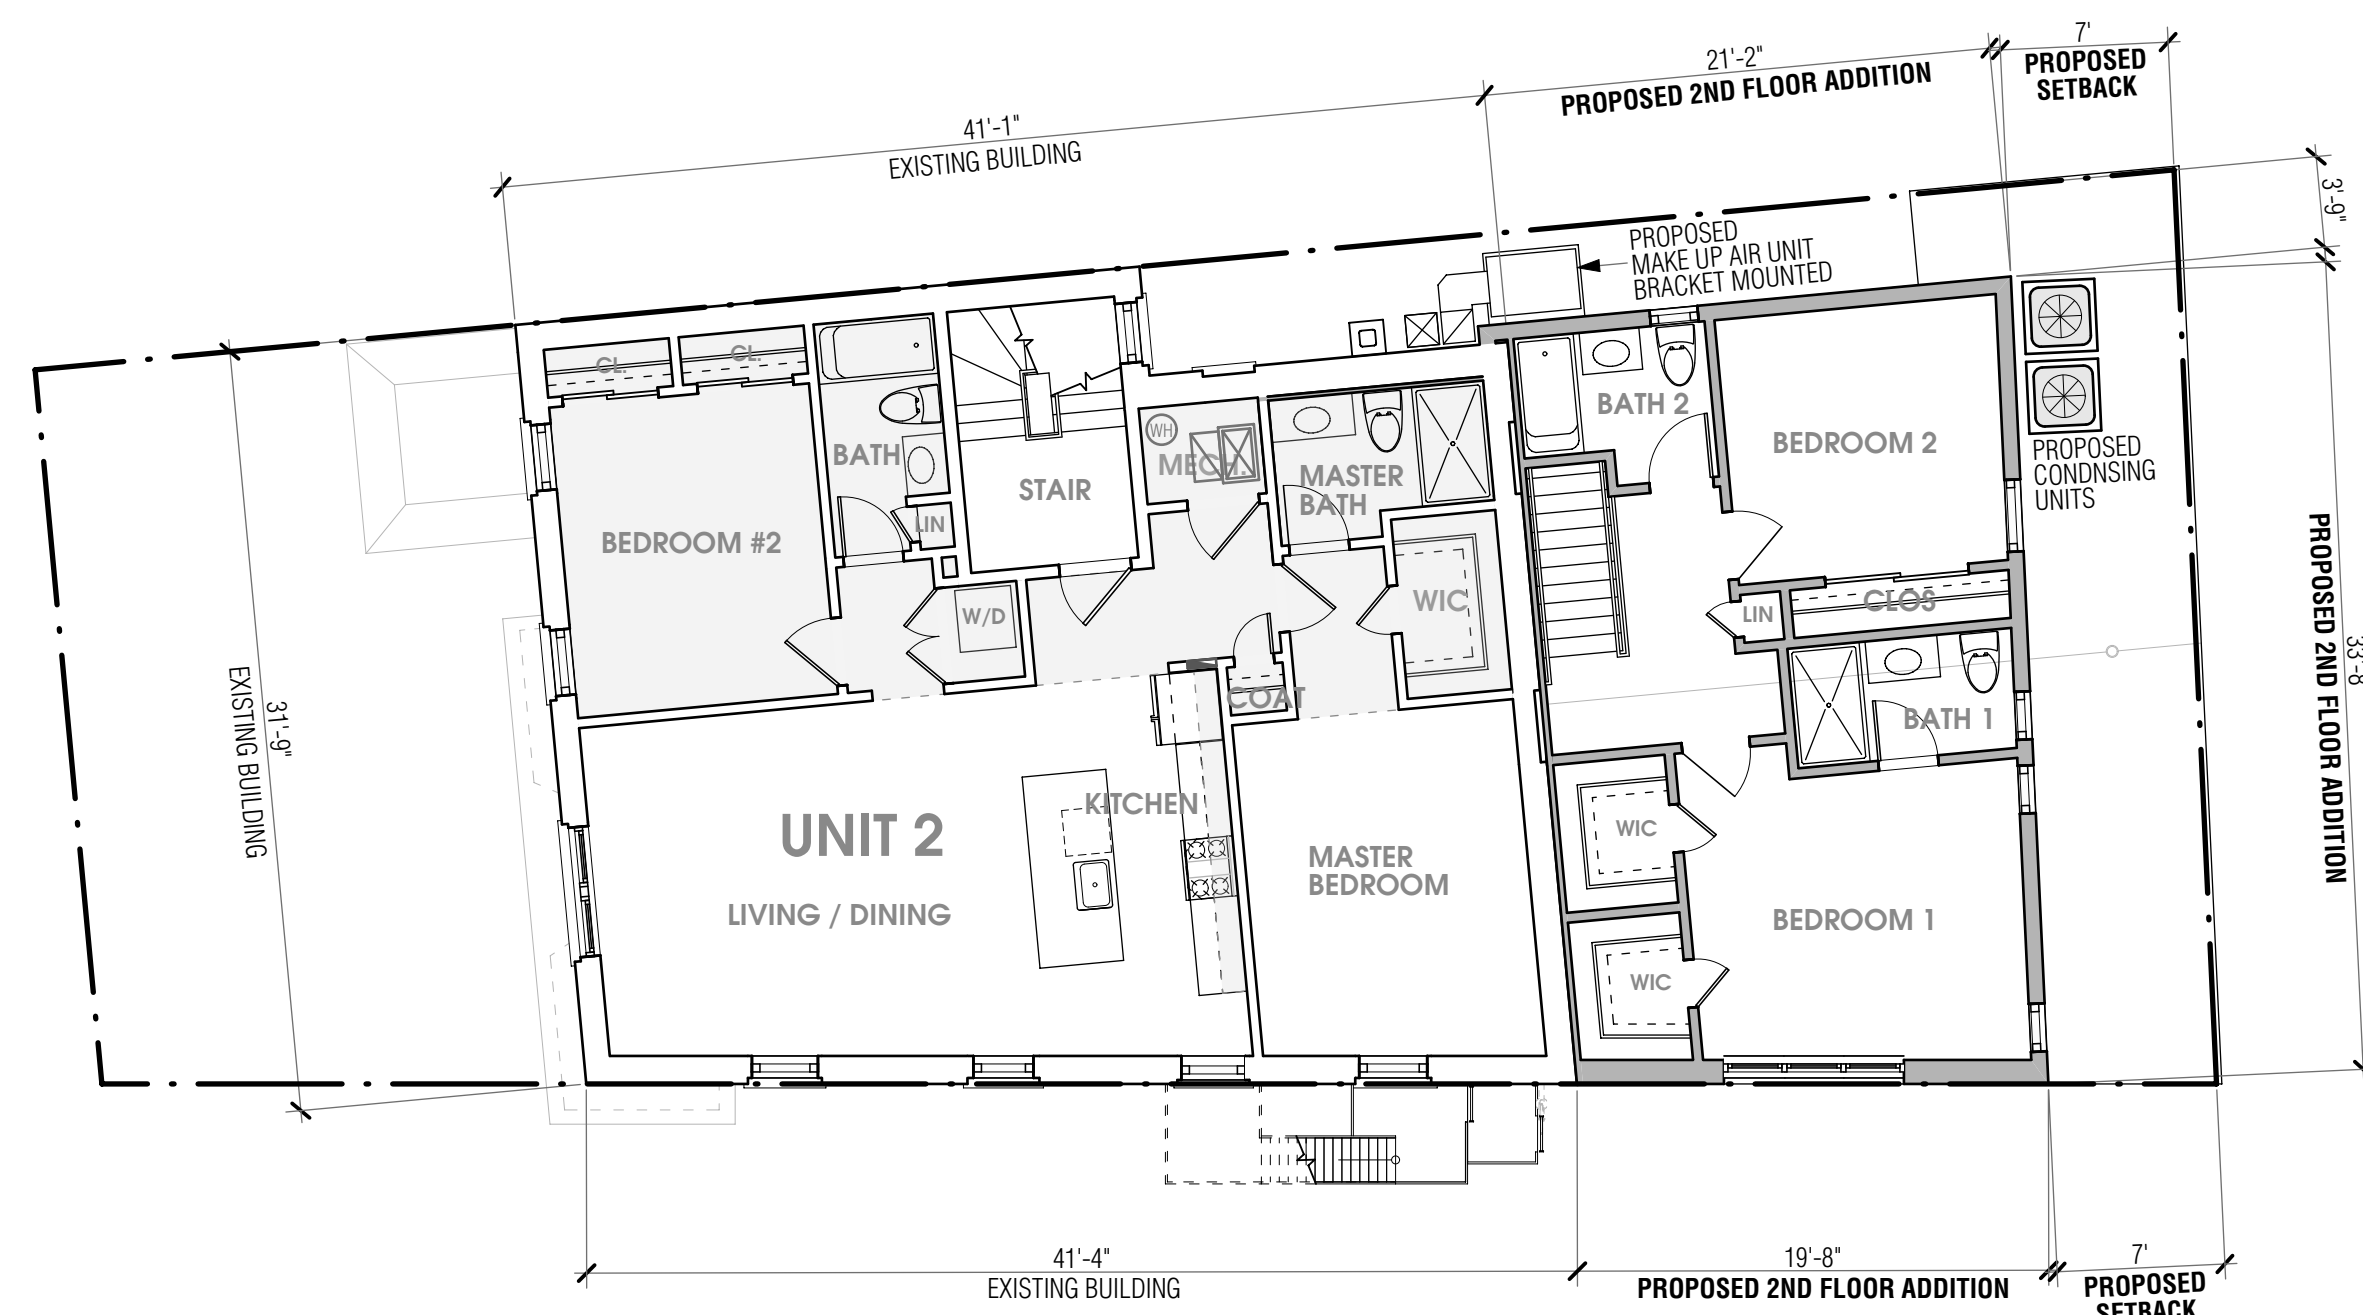 7'
PROPOSED
SETBACK
21'-2"
PROPOSED 2ND FLOOR ADDITION
41'-1"
EXISTING BUILDING
3'-9"
PROPOSED
MAKE UP AIR UNIT
BRACKET MOUNTED
CL.
CL.
BATH
STAIR
WH
MECH.
MASTER
BATH
BATH 2
BEDROOM 2
PROPOSED
CONDNSING
UNITS
BEDROOM #2
LIN
W/D
WIC
LIN
CLOS
COAT
BATH 1
31'-9"
EXISTING BUILDING
33'-8
PROPOSED 2ND FLOOR ADDITION
UNIT 2
KITCHEN
LIVING / DINING
MASTER
BEDROOM
WIC
BEDROOM 1
WIC
41'-4"
EXISTING BUILDING
19'-8"
PROPOSED 2ND FLOOR ADDITION
7'
PROPOSED
SETBACK